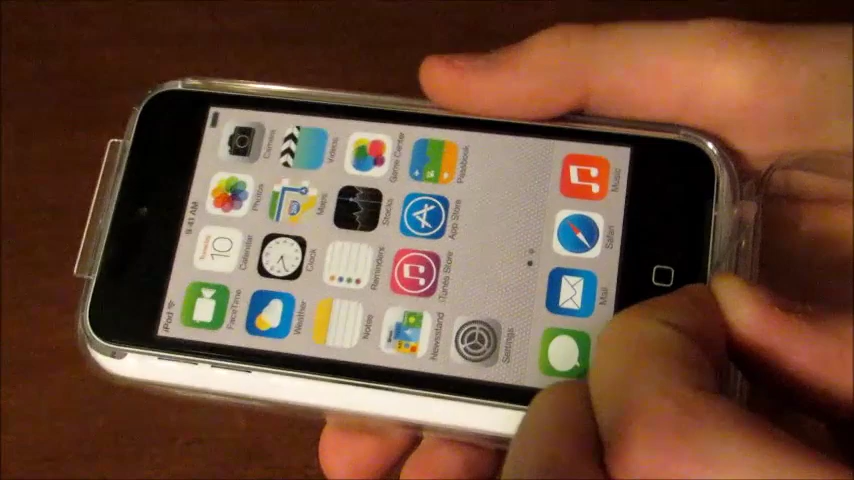 iPod 9:41 AM
FaceTime Calendar Photos Camera
Weather Clock Maps Videos
Notes Reminders Stocks Game Center
Newsstand iTunes Store App Store Passbook
Settings
Mail Safari Music
Tuesday
10